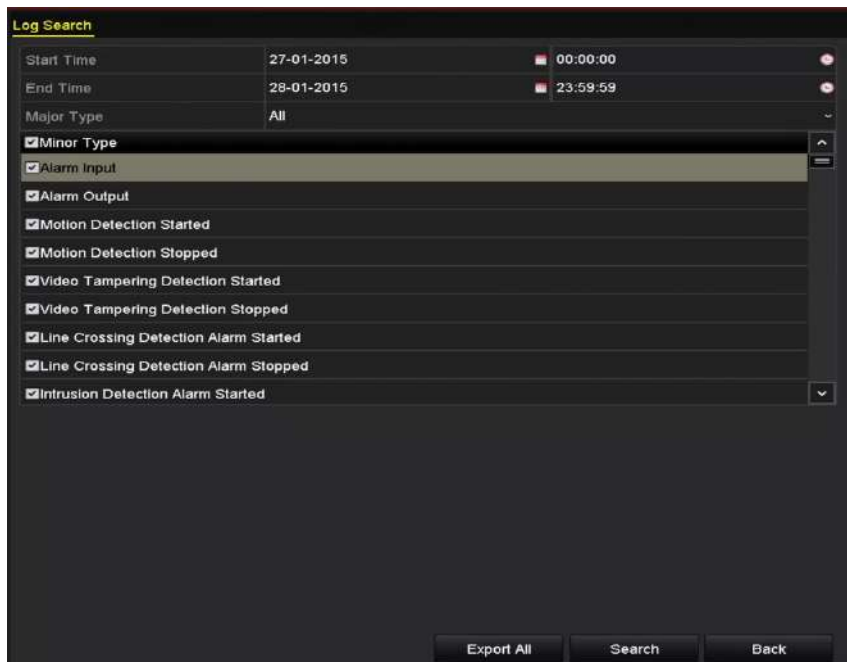 Log Search
Start Time 27-01-2015 00:00:00
End Time 28-01-2015 23:59:59
Major Type All
Minor Type
Alarm Input
Alarm Output
Motion Detection Started
Motion Detection Stopped
Video Tampering Detection Started
Video Tampering Detection Stopped
Line Crossing Detection Alarm Started
Line Crossing Detection Alarm Stopped
Intrusion Detection Alarm Started
Export All Search Back